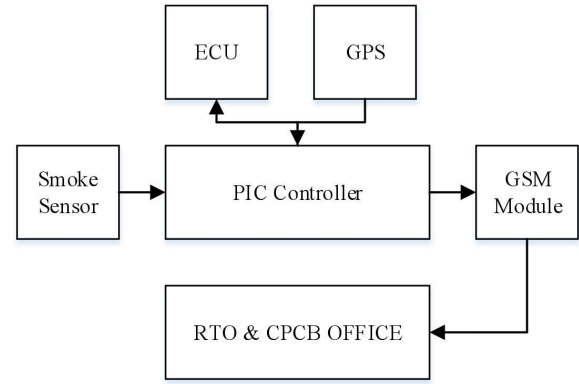 ECU
GPS
Smoke
Sensor
PIC Controller
GSM
Module
RTO & CPCB OFFICE